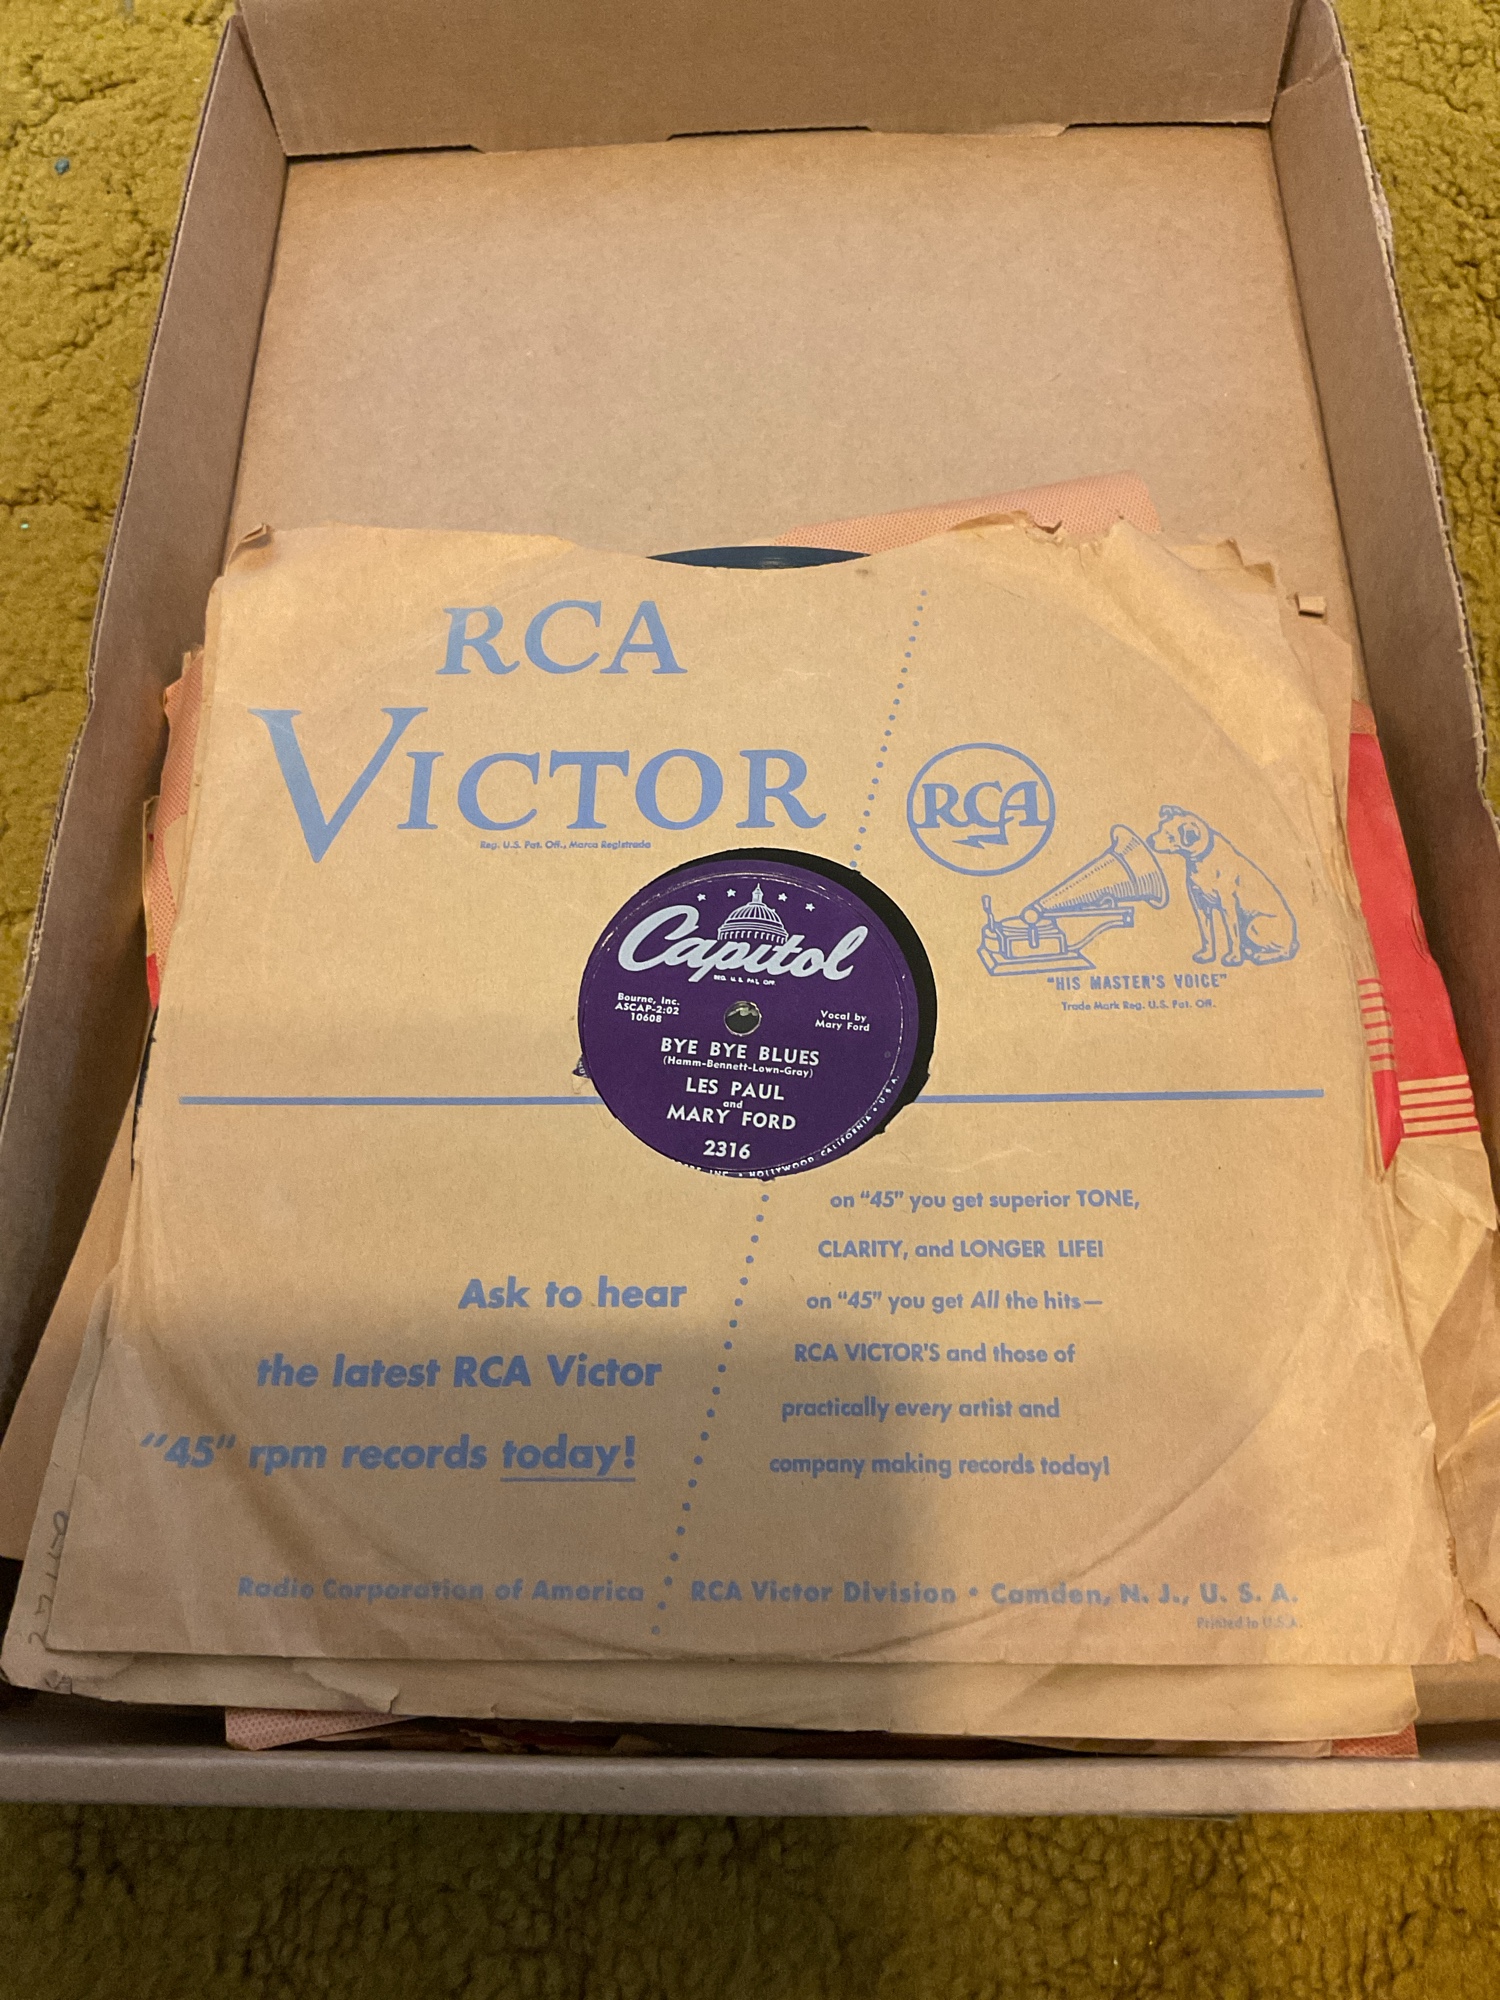 RCA
VICTOR
Reg. U.S. Pat. Off., Marca Registrada
RCA
"HIS MASTER'S VOICE"
Trade Mark Reg. U.S. Pat. Off.
Capitol
REG. U.S. PAT. OFF.
Bourne, Inc.
ASCAP-2:02
10608
Vocal by
Mary Ford
BYE BYE BLUES
(Hamm-Bennett-Lown-Gray)
LES PAUL
and
MARY FORD
2316
INC. • HOLLYWOOD CALIFORNIA • U.S.A.
Ask to hear
the latest RCA Victor
"45" rpm records today!
on "45" you get superior TONE,
CLARITY, and LONGER LIFE!
on "45" you get All the hits—
RCA VICTOR'S and those of
practically every artist and
company making records today!
Radio Corporation of America
RCA Victor Division • Camden, N. J., U. S. A.
Printed in U.S.A.